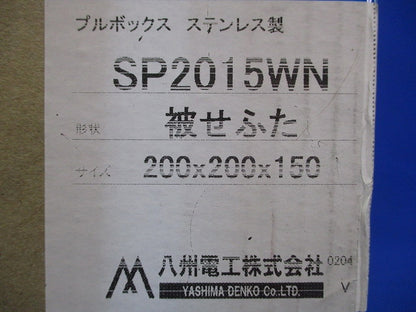 プルボックス ステンレス製
SP2015WN
形状 被せふた
サイズ 200x200x150
八州電工株式会社 0204
YASHIMA DENKO Co.,LTD. V